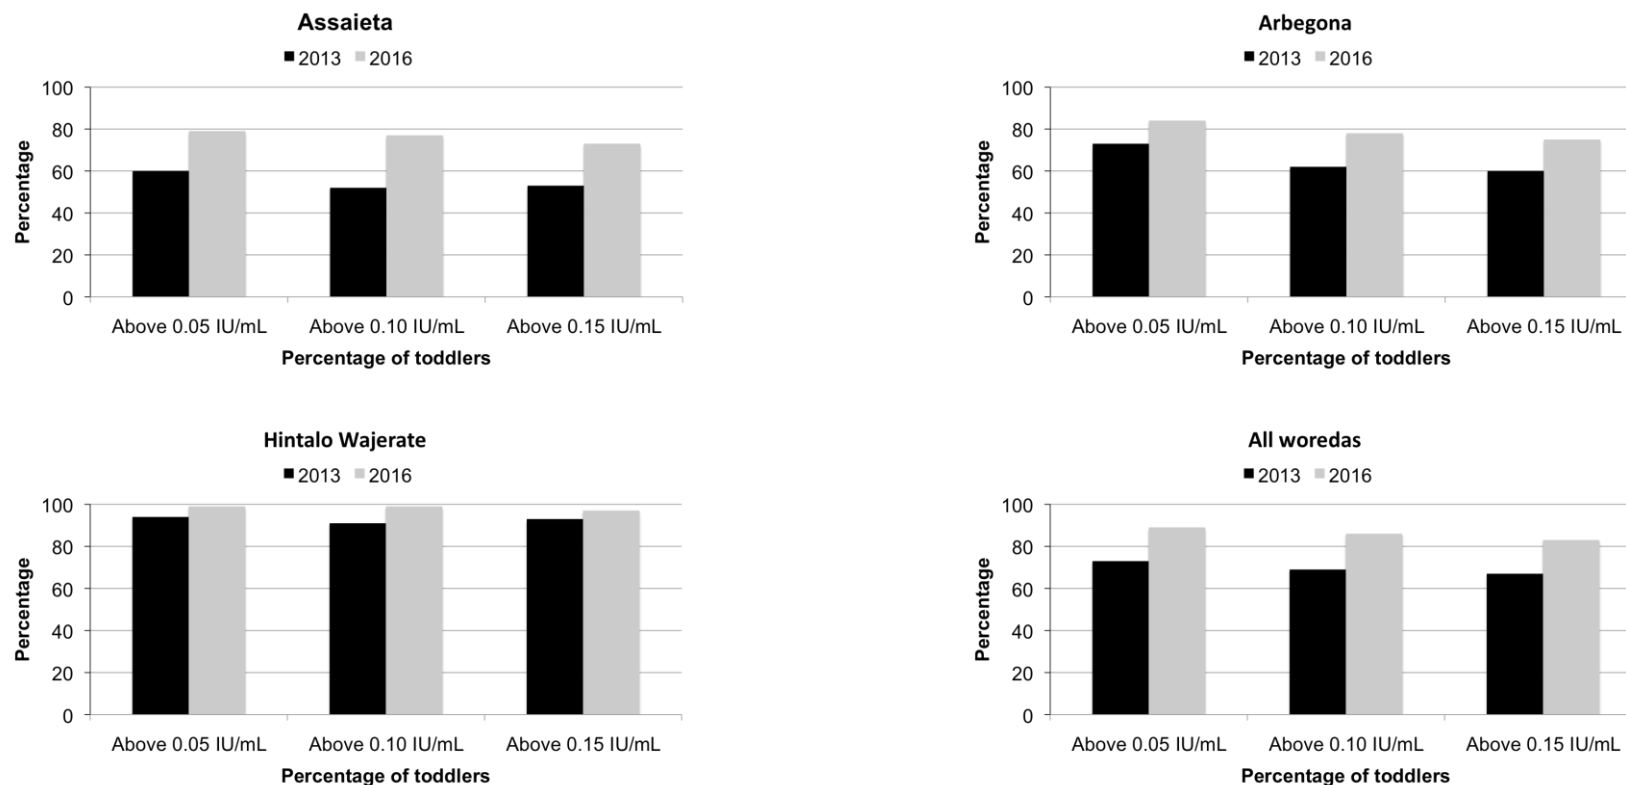 Assaieta
2013 2016
100
80
60
40
20
0
Percentage
Above 0.05 IU/mL Above 0.10 IU/mL Above 0.15 IU/mL
Percentage of toddlers
Arbegona
2013 2016
100
80
60
40
20
0
Percentage
Above 0.05 IU/mL Above 0.10 IU/mL Above 0.15 IU/mL
Percentage of toddlers
Hintalo Wajerate
2013 2016
100
80
60
40
20
0
Percentage
Above 0.05 IU/mL Above 0.10 IU/mL Above 0.15 IU/mL
Percentage of toddlers
All woredas
2013 2016
100
80
60
40
20
0
Percentage
Above 0.05 IU/mL Above 0.10 IU/mL Above 0.15 IU/mL
Percentage of toddlers